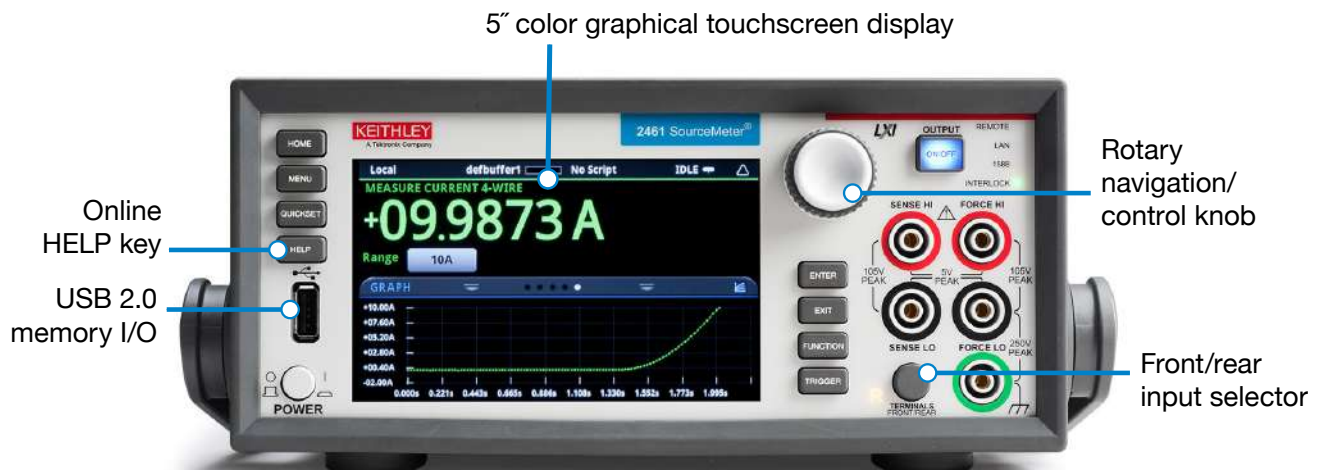 5″ color graphical touchscreen display
Online
HELP key
USB 2.0
memory I/O
HOME
MENU
QUICKSET
HELP
POWER
KEITHLEY
A Tektronix Company
2461 SourceMeter®
Local defbuffer1 No Script IDLE
MEASURE CURRENT 4-WIRE
+09.9873 A
Range 10A
GRAPH
+10.00A
+07.60A
+05.20A
+02.80A
+00.40A
-02.00A
0.000s 0.221s 0.443s 0.665s 0.886s 1.108s 1.330s 1.552s 1.773s 1.995s
LXI
OUTPUT
ON/OFF
REMOTE
LAN
1588
INTERLOCK
SENSE HI
FORCE HI
105V
PEAK
5V
PEAK
105V
PEAK
SENSE LO
FORCE LO
250V
PEAK
ENTER
EXIT
FUNCTION
TRIGGER
R
TERMINALS
FRONT/REAR
Rotary
navigation/
control knob
Front/rear
input selector